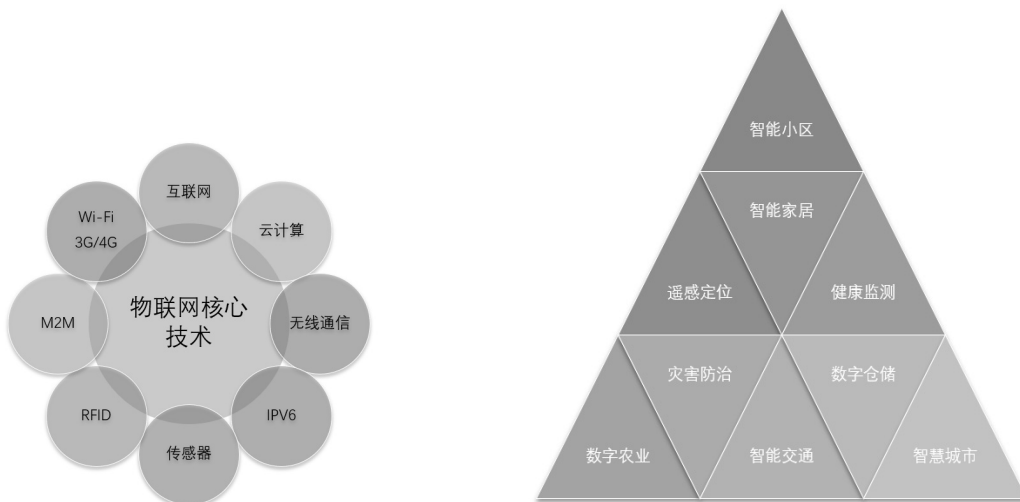 互联网
云计算
无线通信
IPV6
传感器
RFID
M2M
Wi-Fi
3G/4G
物联网核心
技术
智能小区
遥感定位
智能家居
健康监测
数字农业
灾害防治
智能交通
数字仓储
智慧城市